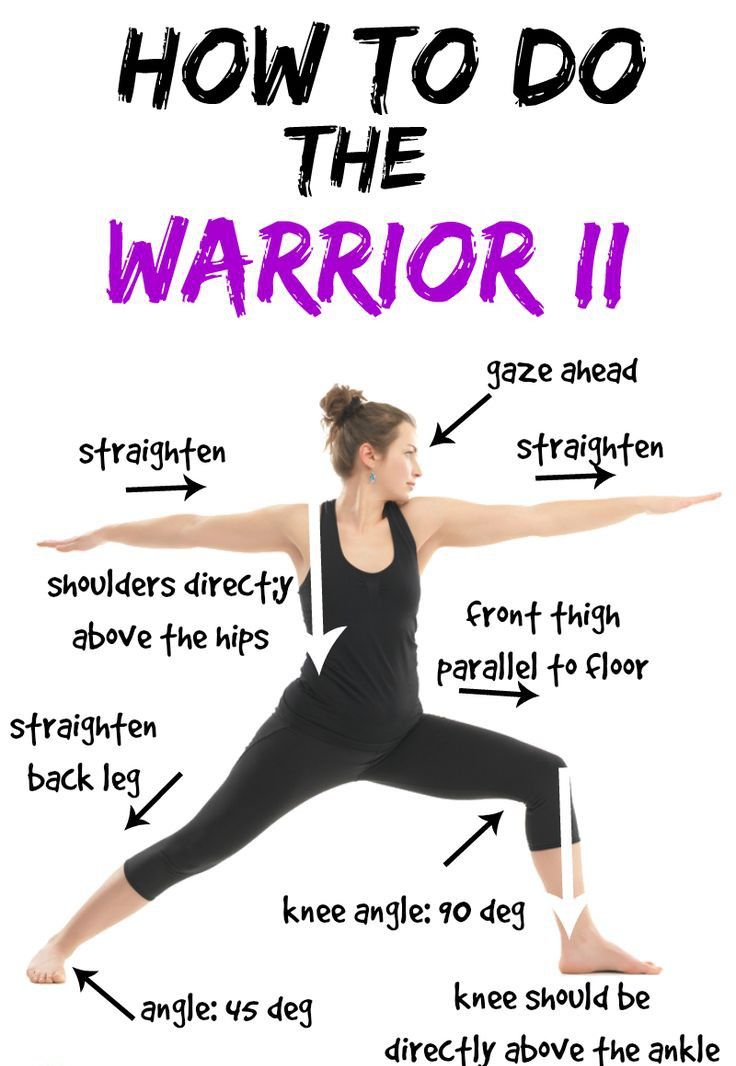 HOW TO DO
THE
WARRIOR II
gaze ahead
straighten
straighten
shoulders direct;y
above the hips
front thigh
parallel to floor
straighten
back leg
knee angle: 90 deg
angle: 45 deg
knee should be
directly above the ankle